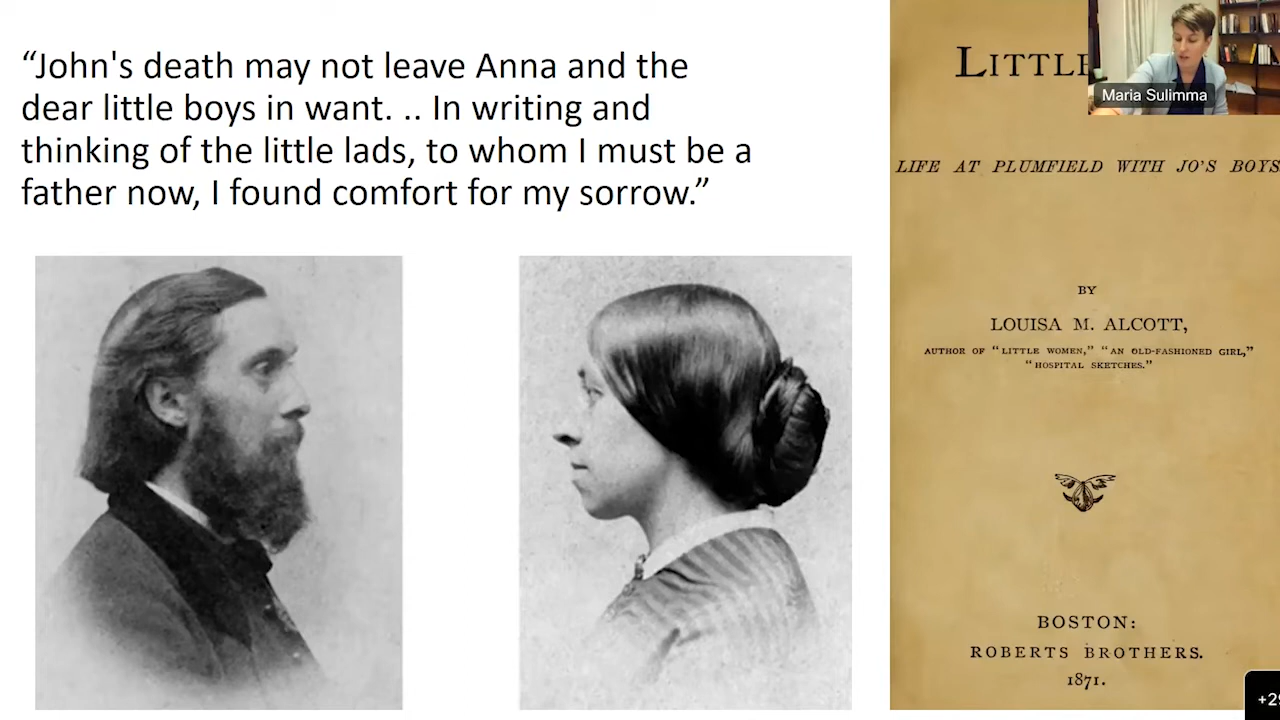 “John's death may not leave Anna and the
dear little boys in want. .. In writing and
thinking of the little lads, to whom I must be a
father now, I found comfort for my sorrow.”
LITTLE
Maria Sulimma
LIFE AT PLUMFIELD WITH JO'S BOYS
BY
LOUISA M. ALCOTT,
AUTHOR OF “LITTLE WOMEN,” “AN OLD-FASHIONED GIRL,”
“HOSPITAL SKETCHES.”
BOSTON:
ROBERTS BROTHERS.
1871.